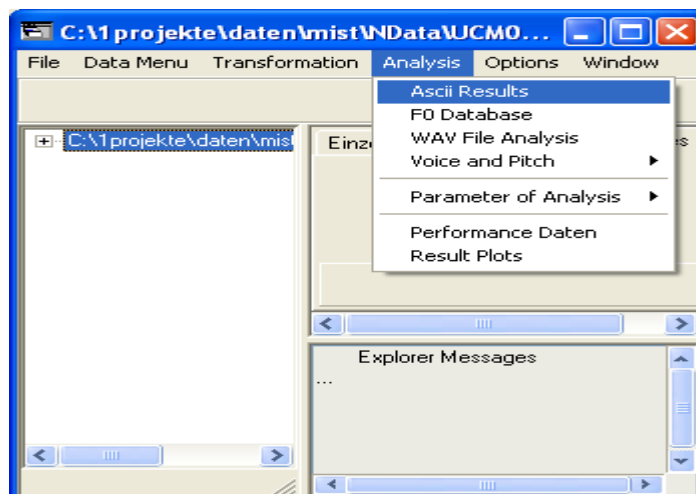 C:\1projekte\daten\mist\NData\UCM0...
File Data Menu Transformation Analysis Options Window
Ascii Results
F0 Database
WAV File Analysis
Voice and Pitch
Parameter of Analysis
Performance Daten
Result Plots
C:\1projekte\daten\mis
Einz
Explorer Messages
...